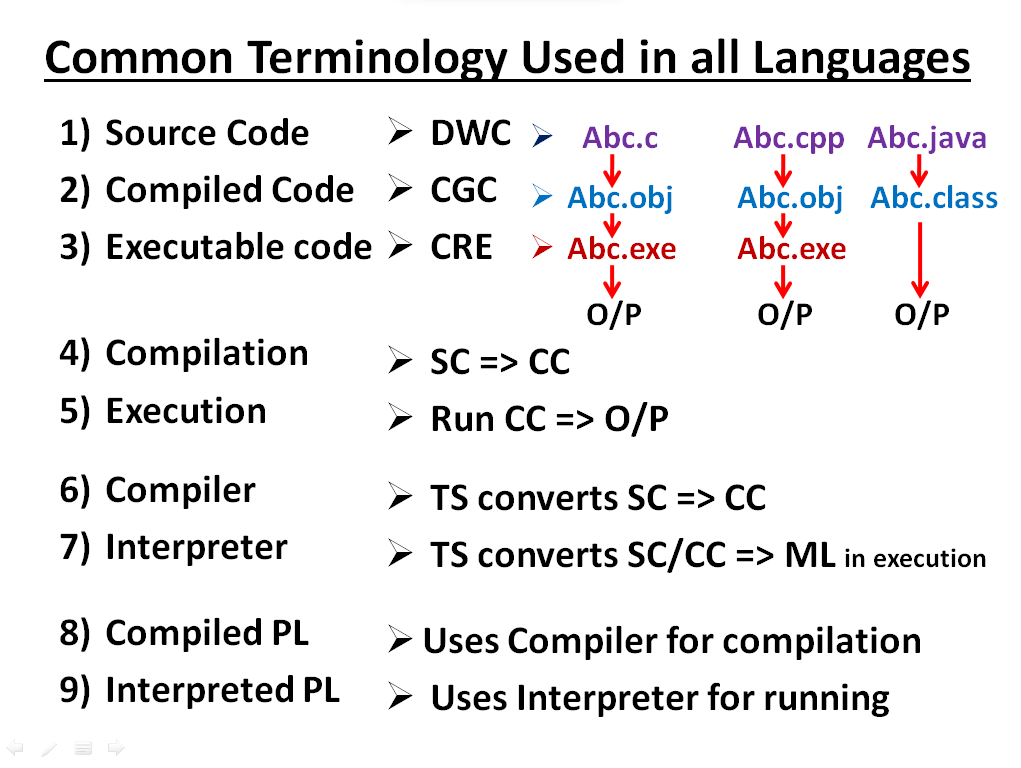 Common Terminology Used in all Languages
1) Source Code ➢ DWC ➢ Abc.c Abc.cpp Abc.java
2) Compiled Code ➢ CGC ➢ Abc.obj Abc.obj Abc.class
3) Executable code ➢ CRE ➢ Abc.exe Abc.exe
O/P O/P O/P
4) Compilation ➢ SC => CC
5) Execution ➢ Run CC => O/P
6) Compiler ➢ TS converts SC => CC
7) Interpreter ➢ TS converts SC/CC => ML in execution
8) Compiled PL ➢ Uses Compiler for compilation
9) Interpreted PL ➢ Uses Interpreter for running